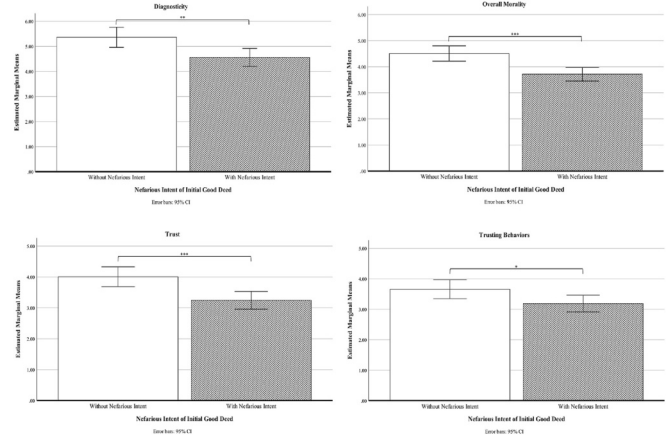 Diagnosticity
**
Estimated Marginal Means
6.00
5.00
4.00
3.00
2.00
1.00
.00
Without Nefarious Intent
With Nefarious Intent
Nefarious Intent of Initial Good Deed
Error bars: 95% CI
Overall Morality
***
Estimated Marginal Means
6.00
5.00
4.00
3.00
2.00
1.00
.00
Without Nefarious Intent
With Nefarious Intent
Nefarious Intent of Initial Good Deed
Error bars: 95% CI
Trust
***
Estimated Marginal Means
5.00
4.00
3.00
2.00
1.00
.00
Without Nefarious Intent
With Nefarious Intent
Nefarious Intent of Initial Good Deed
Error bars: 95% CI
Trusting Behaviors
*
Estimated Marginal Means
5.00
4.00
3.00
2.00
1.00
.00
Without Nefarious Intent
With Nefarious Intent
Nefarious Intent of Initial Good Deed
Error bars: 95% CI